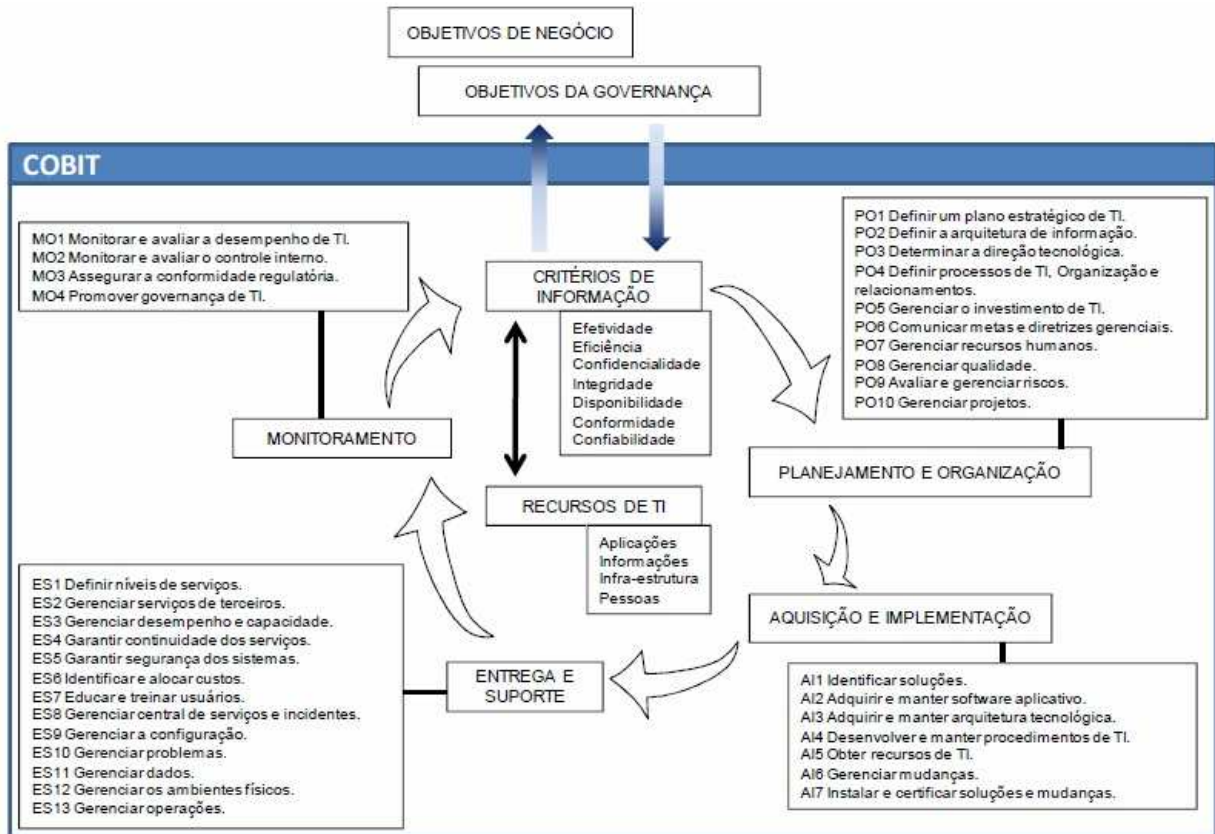 OBJETIVOS DE NEGÓCIO
OBJETIVOS DA GOVERNANÇA
COBIT
MO1 Monitorar e avaliar a desempenho de TI.
MO2 Monitorar e avaliar o controle interno.
MO3 Assegurar a conformidade regulatória.
MO4 Promover governança de TI.
CRITÉRIOS DE
INFORMAÇÃO
Efetividade
Eficiência
Confidencialidade
Integridade
Disponibilidade
Conformidade
Confiabilidade
PO1 Definir um plano estratégico de TI.
PO2 Definir a arquitetura de informação.
PO3 Determinar a direção tecnológica.
PO4 Definir processos de TI, Organização e
relacionamentos.
PO5 Gerenciar o investimento de TI.
PO6 Comunicar metas e diretrizes gerenciais.
PO7 Gerenciar recursos humanos.
PO8 Gerenciar qualidade.
PO9 Avaliar e gerenciar riscos.
PO10 Gerenciar projetos.
MONITORAMENTO
PLANEJAMENTO E ORGANIZAÇÃO
RECURSOS DE TI
Aplicações
Informações
Infra-estrutura
Pessoas
ES1 Definir níveis de serviços.
ES2 Gerenciar serviços de terceiros.
ES3 Gerenciar desempenho e capacidade.
ES4 Garantir continuidade dos serviços.
ES5 Garantir segurança dos sistemas.
ES6 Identificar e alocar custos.
ES7 Educar e treinar usuários.
ES8 Gerenciar central de serviços e incidentes.
ES9 Gerenciar a configuração.
ES10 Gerenciar problemas.
ES11 Gerenciar dados.
ES12 Gerenciar os ambientes físicos.
ES13 Gerenciar operações.
ENTREGA E
SUPORTE
AQUISIÇÃO E IMPLEMENTAÇÃO
AI1 Identificar soluções.
AI2 Adquirir e manter software aplicativo.
AI3 Adquirir e manter arquitetura tecnológica.
AI4 Desenvolver e manter procedimentos de TI.
AI5 Obter recursos de TI.
AI6 Gerenciar mudanças.
AI7 Instalar e certificar soluções e mudanças.